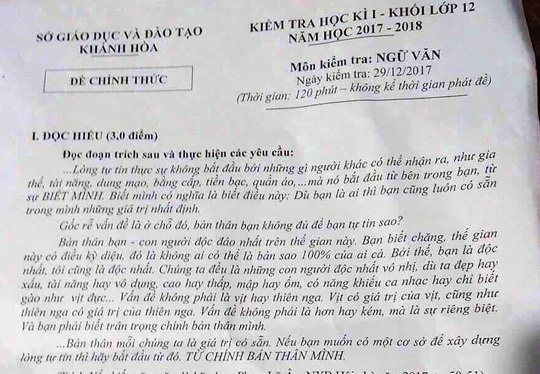 SỞ GIÁO DỤC VÀ ĐÀO TẠO
KHÁNH HÒA
ĐỀ CHÍNH THỨC
KIỂM TRA HỌC KÌ I - KHỐI LỚP 12
NĂM HỌC 2017 - 2018
Môn kiểm tra: NGỮ VĂN
Ngày kiểm tra: 29/12/2017
(Thời gian: 120 phút – không kể thời gian phát đề)
I. ĐỌC HIỂU (3,0 điểm)
Đọc đoạn trích sau và thực hiện các yêu cầu:
...Lòng tự tin thực sự không bắt đầu bởi những gì người khác có thể nhận ra, như gia
thế, tài năng, dung mạo, bằng cấp, tiền bạc, quần áo,...mà nó bắt đầu từ bên trong bạn, từ
sự BIẾT MÌNH. Biết mình có nghĩa là biết điều này: Dù bạn là ai thì bạn cũng luôn có sẵn
trong mình những giá trị nhất định.
Gốc rễ vấn đề là ở chỗ đó, bản thân bạn không đủ để bạn tự tin sao?
Bản thân bạn - con người độc đáo nhất trên thế gian này. Bạn biết chăng, thế gian
này có điều kỳ diệu, đó là không ai có thể là bản sao 100% của ai cả. Bởi thế, bạn là độc
nhất, tôi cũng là độc nhất. Chúng ta đều là những con người độc nhất vô nhị, dù ta đẹp hay
xấu, tài năng hay vô dụng, cao hay thấp, mập hay ốm, có năng khiếu ca nhạc hay chỉ biết
gào như vịt đực... Vấn đề không phải là vịt hay thiên nga. Vịt có giá trị của vịt, cũng như
thiên nga có giá trị của thiên nga. Vấn đề không phải là hơn hay kém, mà là sự riêng biệt.
Và bạn phải biết trân trọng chính bản thân mình.
...Bản thân mỗi chúng ta là giá trị có sẵn. Nếu bạn muốn có một cơ sở để xây dựng
lòng tự tin thì hãy bắt đầu từ đó. TỪ CHÍNH BẢN THÂN MÌNH.